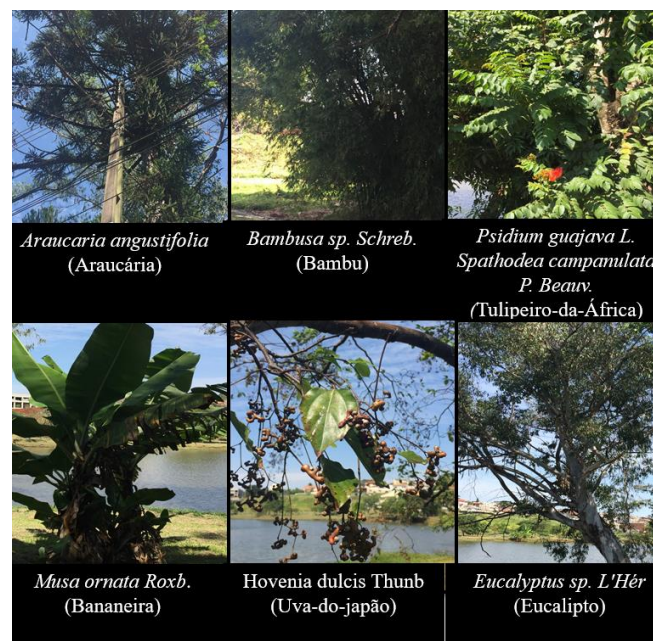 Araucaria angustifolia
(Araucária)
Bambusa sp. Schreb.
(Bambu)
Psidium guajava L.
Spathodea campanulata
P. Beauv.
(Tulipeiro-da-África)
Musa ornata Roxb.
(Bananeira)
Hovenia dulcis Thunb
(Uva-do-japão)
Eucalyptus sp. L'Hér
(Eucalipto)